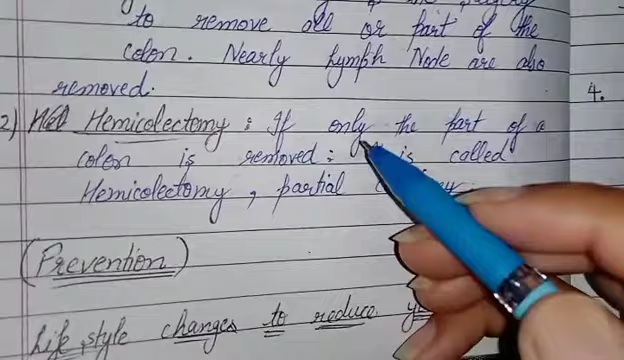 to remove all or part of the
colon. Nearly Lymph Node are also
removed.
4.
2) Hemicolectomy : If only the part of a
colon is removed : is called
Hemicolectomy, partial
(Prevention)
Life style changes to reduce